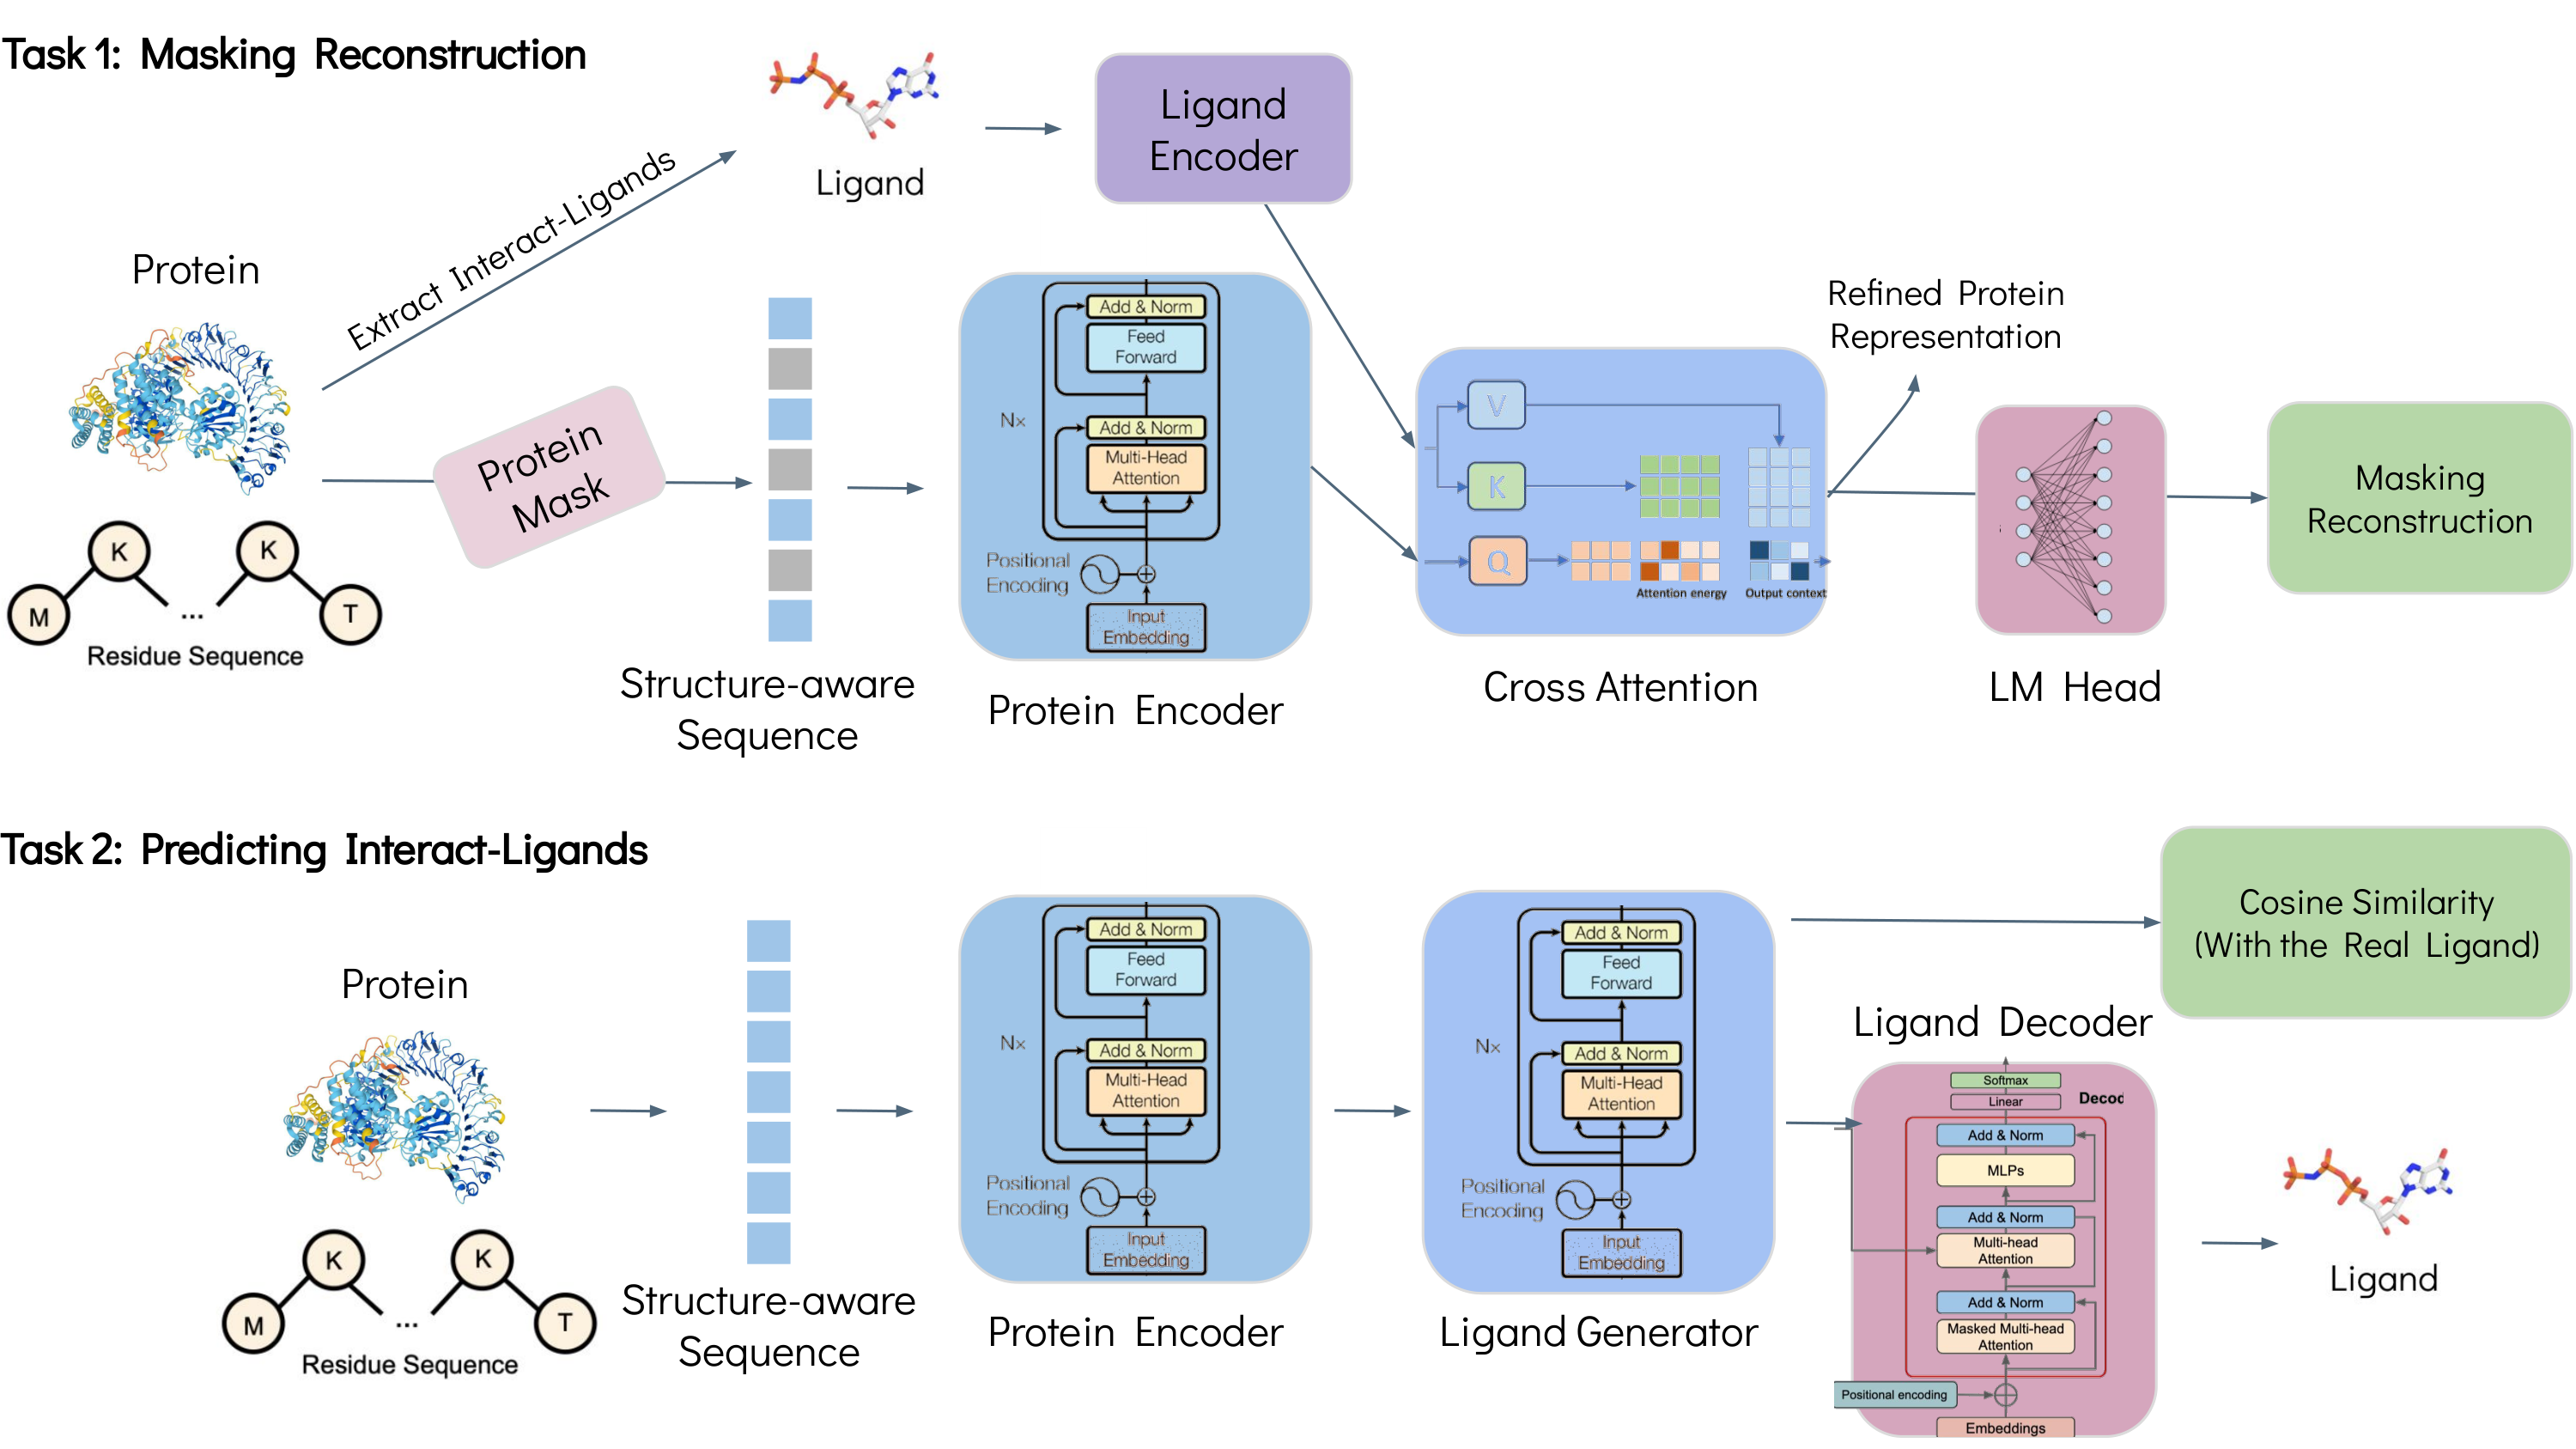 Task 1: Masking Reconstruction
Ligand
Encoder
Ligand
Extract Interact-Ligands
Protein
Protein
Mask
M
K
...
K
T
Residue Sequence
Structure-aware
Sequence
Add & Norm
Feed
Forward
Nx
Add & Norm
Multi-Head
Attention
Positional
Encoding
Input
Embedding
Protein Encoder
V
K
Q
Attention energy
Output context
Cross Attention
Refined Protein
Representation
LM Head
Masking
Reconstruction
Task 2: Predicting Interact-Ligands
Protein
M
K
...
K
T
Residue Sequence
Structure-aware
Sequence
Add & Norm
Feed
Forward
Nx
Add & Norm
Multi-Head
Attention
Positional
Encoding
Input
Embedding
Protein Encoder
Add & Norm
Feed
Forward
Nx
Add & Norm
Multi-Head
Attention
Positional
Encoding
Input
Embedding
Ligand Generator
Cosine Similarity
(With the Real Ligand)
Ligand Decoder
Softmax
Linear
Decod
Add & Norm
MLPs
Add & Norm
Multi-head
Attention
Add & Norm
Masked Multi-head
Attention
Positional encoding
Embeddings
Ligand